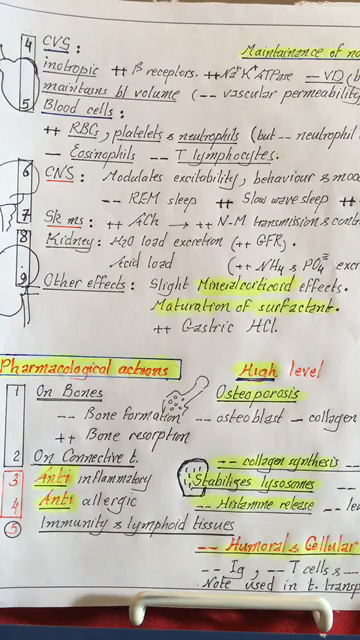 4 CVS: Maintainance of no
inotropic ++ β receptors. ++ Na⁺K⁺ATPase — VD (b
maintains bl volume (-- vascular permeability
5 Blood cells:
++ RBCs, platelets & neutrophils (but -- neutrophil
— Eosinophils -- T lymphocytes.
6 CNS: Modulates excitability, behaviour & mood
-- REM sleep ++ Slow wave sleep ++
7 Sk ms: ++ ACh → ++ N-M transmission & contr
8 Kidney: H₂O load excretion (++ GFR).
Acid load (++ NH₄ & PO₄⁼ excr
9 Other effects: Slight Mineralcorticord effects.
Maturation of surfactant.
++ Gastric HCl.
Pharmacological actions High level
1 On Bones Osteoporosis
-- Bone formation -- osteoblast — collagen
++ Bone resorption
2 On Connective t. -- collagen synthesis
3 Anti inflammatory Stabilizes lysosomes
4 Anti allergic -- Histamine release
5 Immunity & lymphoid tissues
-- Humoral & Cellular
-- Ig, -- T cells & --
Note used in t. transp